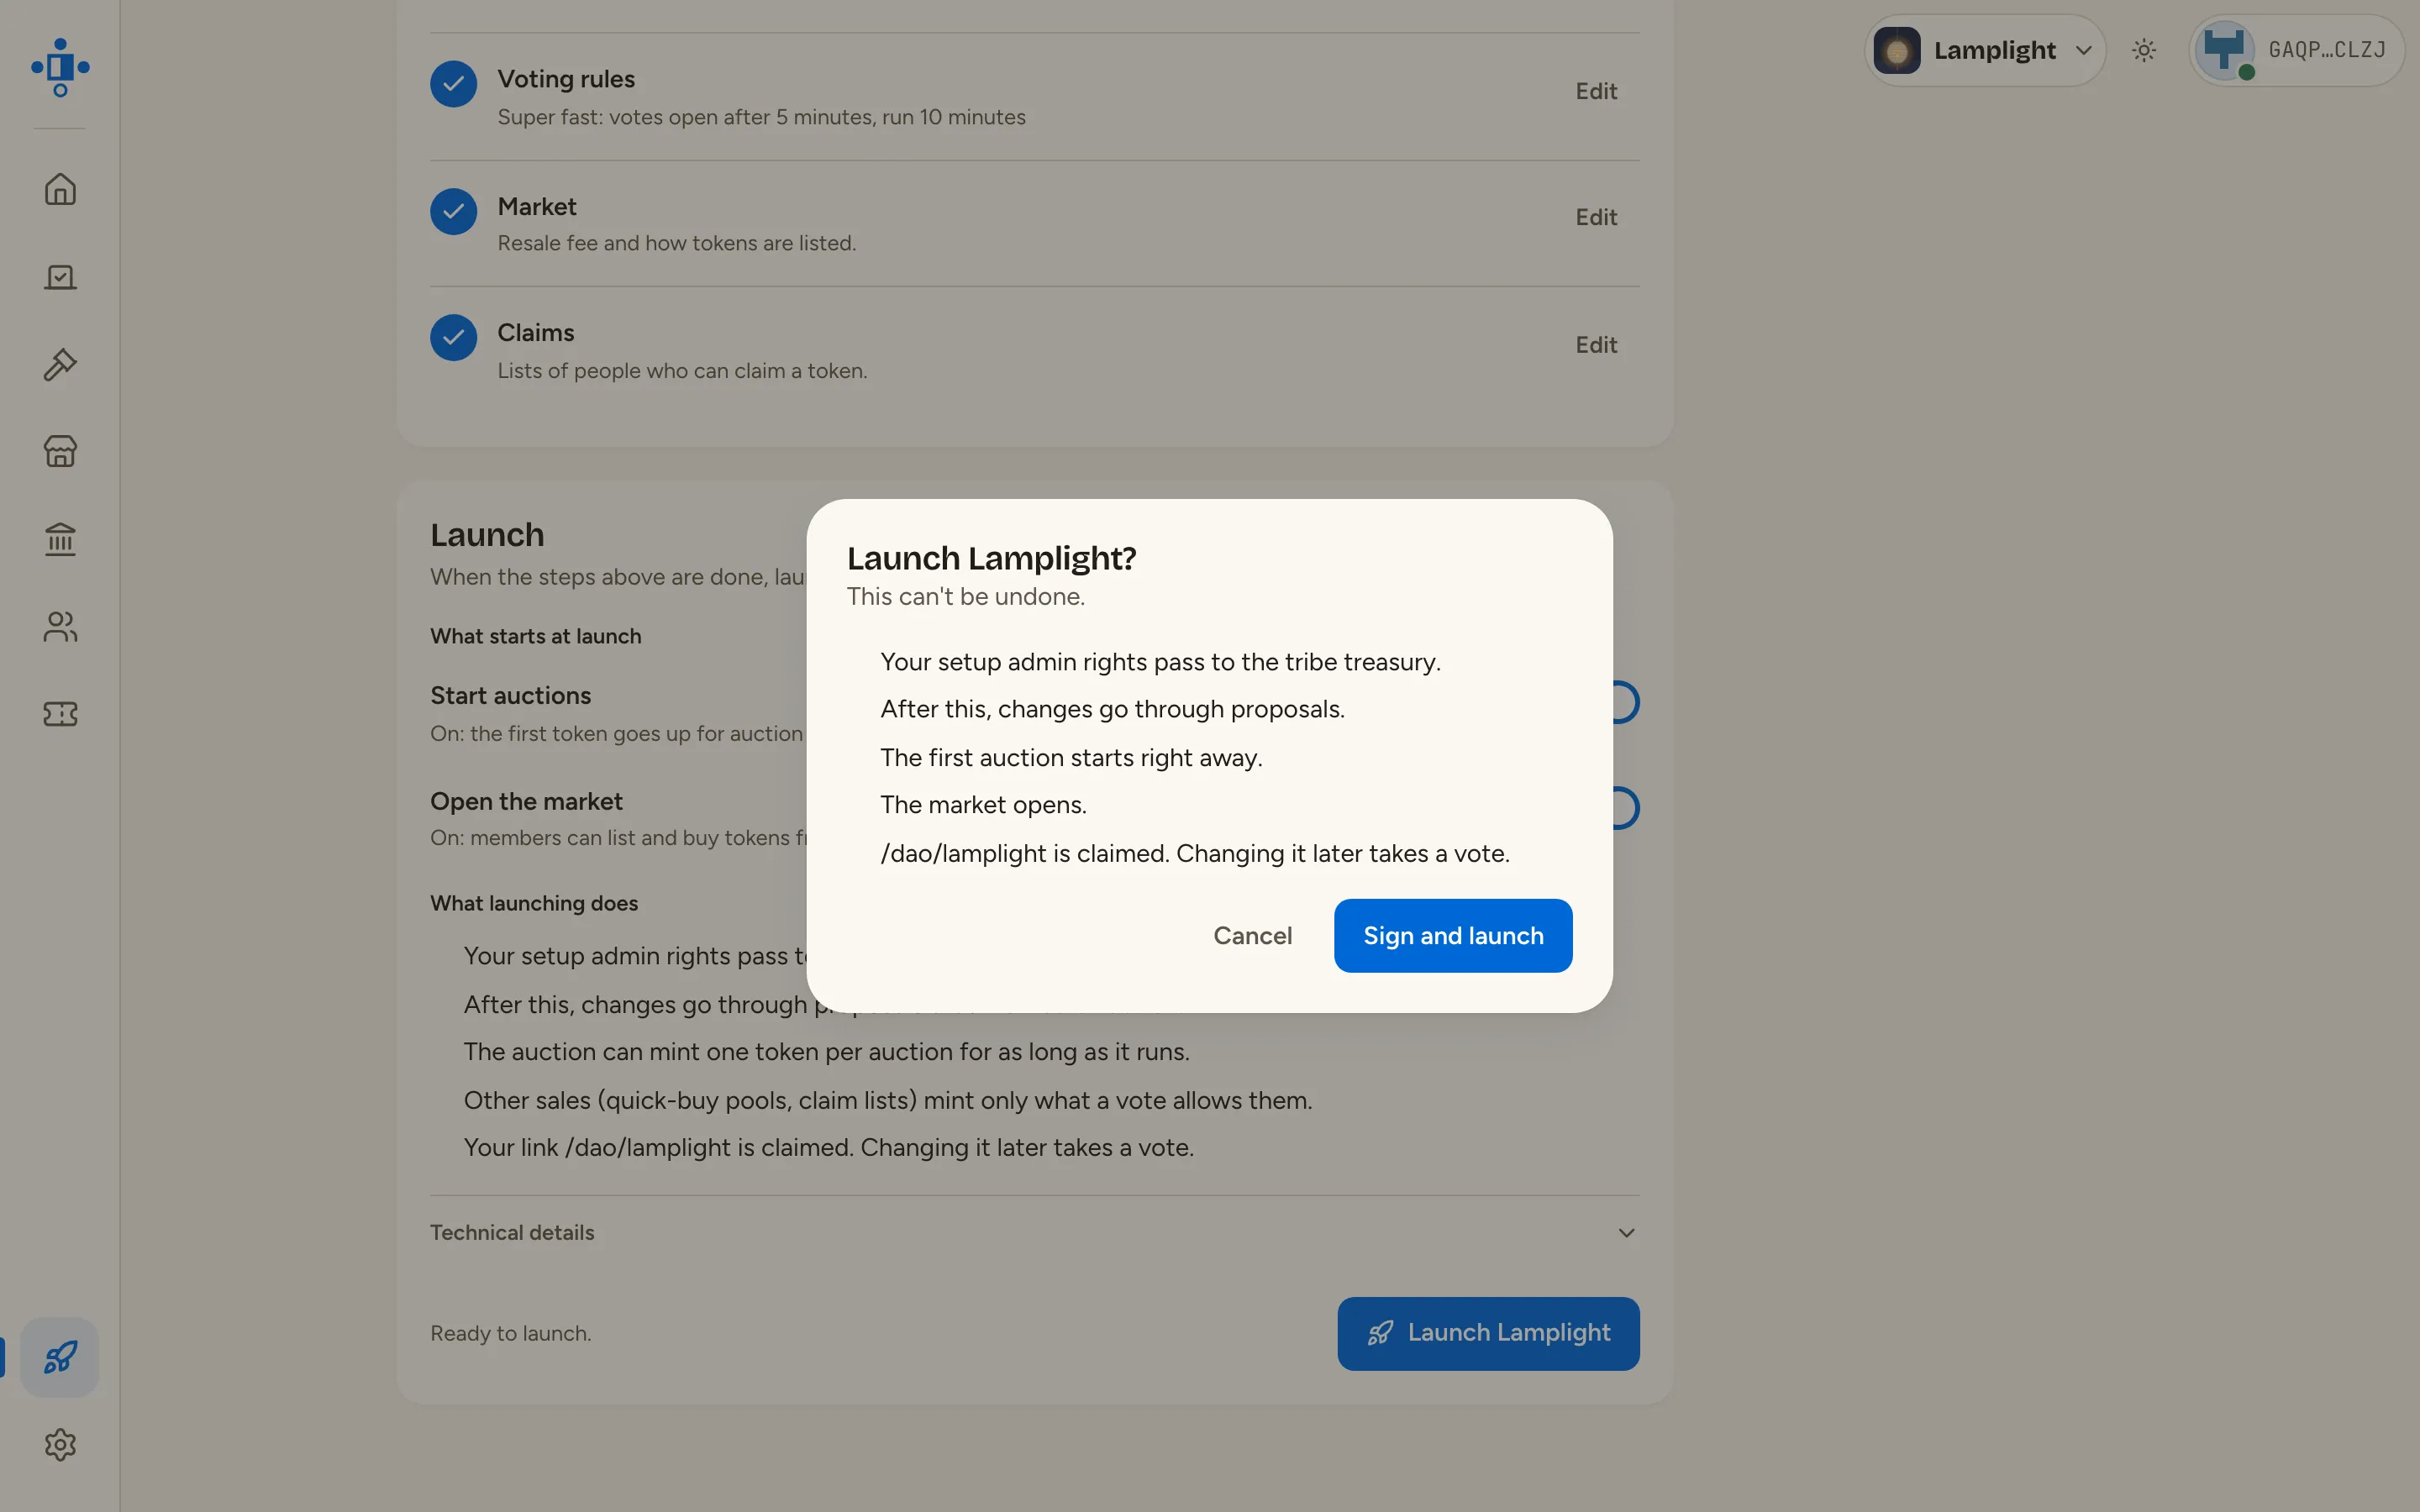 Lamplight
GAQP...CLZJ
Voting rules
Super fast: votes open after 5 minutes, run 10 minutes
Edit
Market
Resale fee and how tokens are listed.
Edit
Claims
Lists of people who can claim a token.
Edit
Launch
When the steps above are done, lau
What starts at launch
Start auctions
On: the first token goes up for auction
Open the market
On: members can list and buy tokens
What launching does
Your setup admin rights pass
After this, changes go through
The auction can mint one token per auction for as long as it runs.
Other sales (quick-buy pools, claim lists) mint only what a vote allows them.
Your link /dao/lamplight is claimed. Changing it later takes a vote.
Technical details
Ready to launch.
Launch Lamplight
Launch Lamplight?
This can't be undone.
Your setup admin rights pass to the tribe treasury.
After this, changes go through proposals.
The first auction starts right away.
The market opens.
/dao/lamplight is claimed. Changing it later takes a vote.
Cancel
Sign and launch